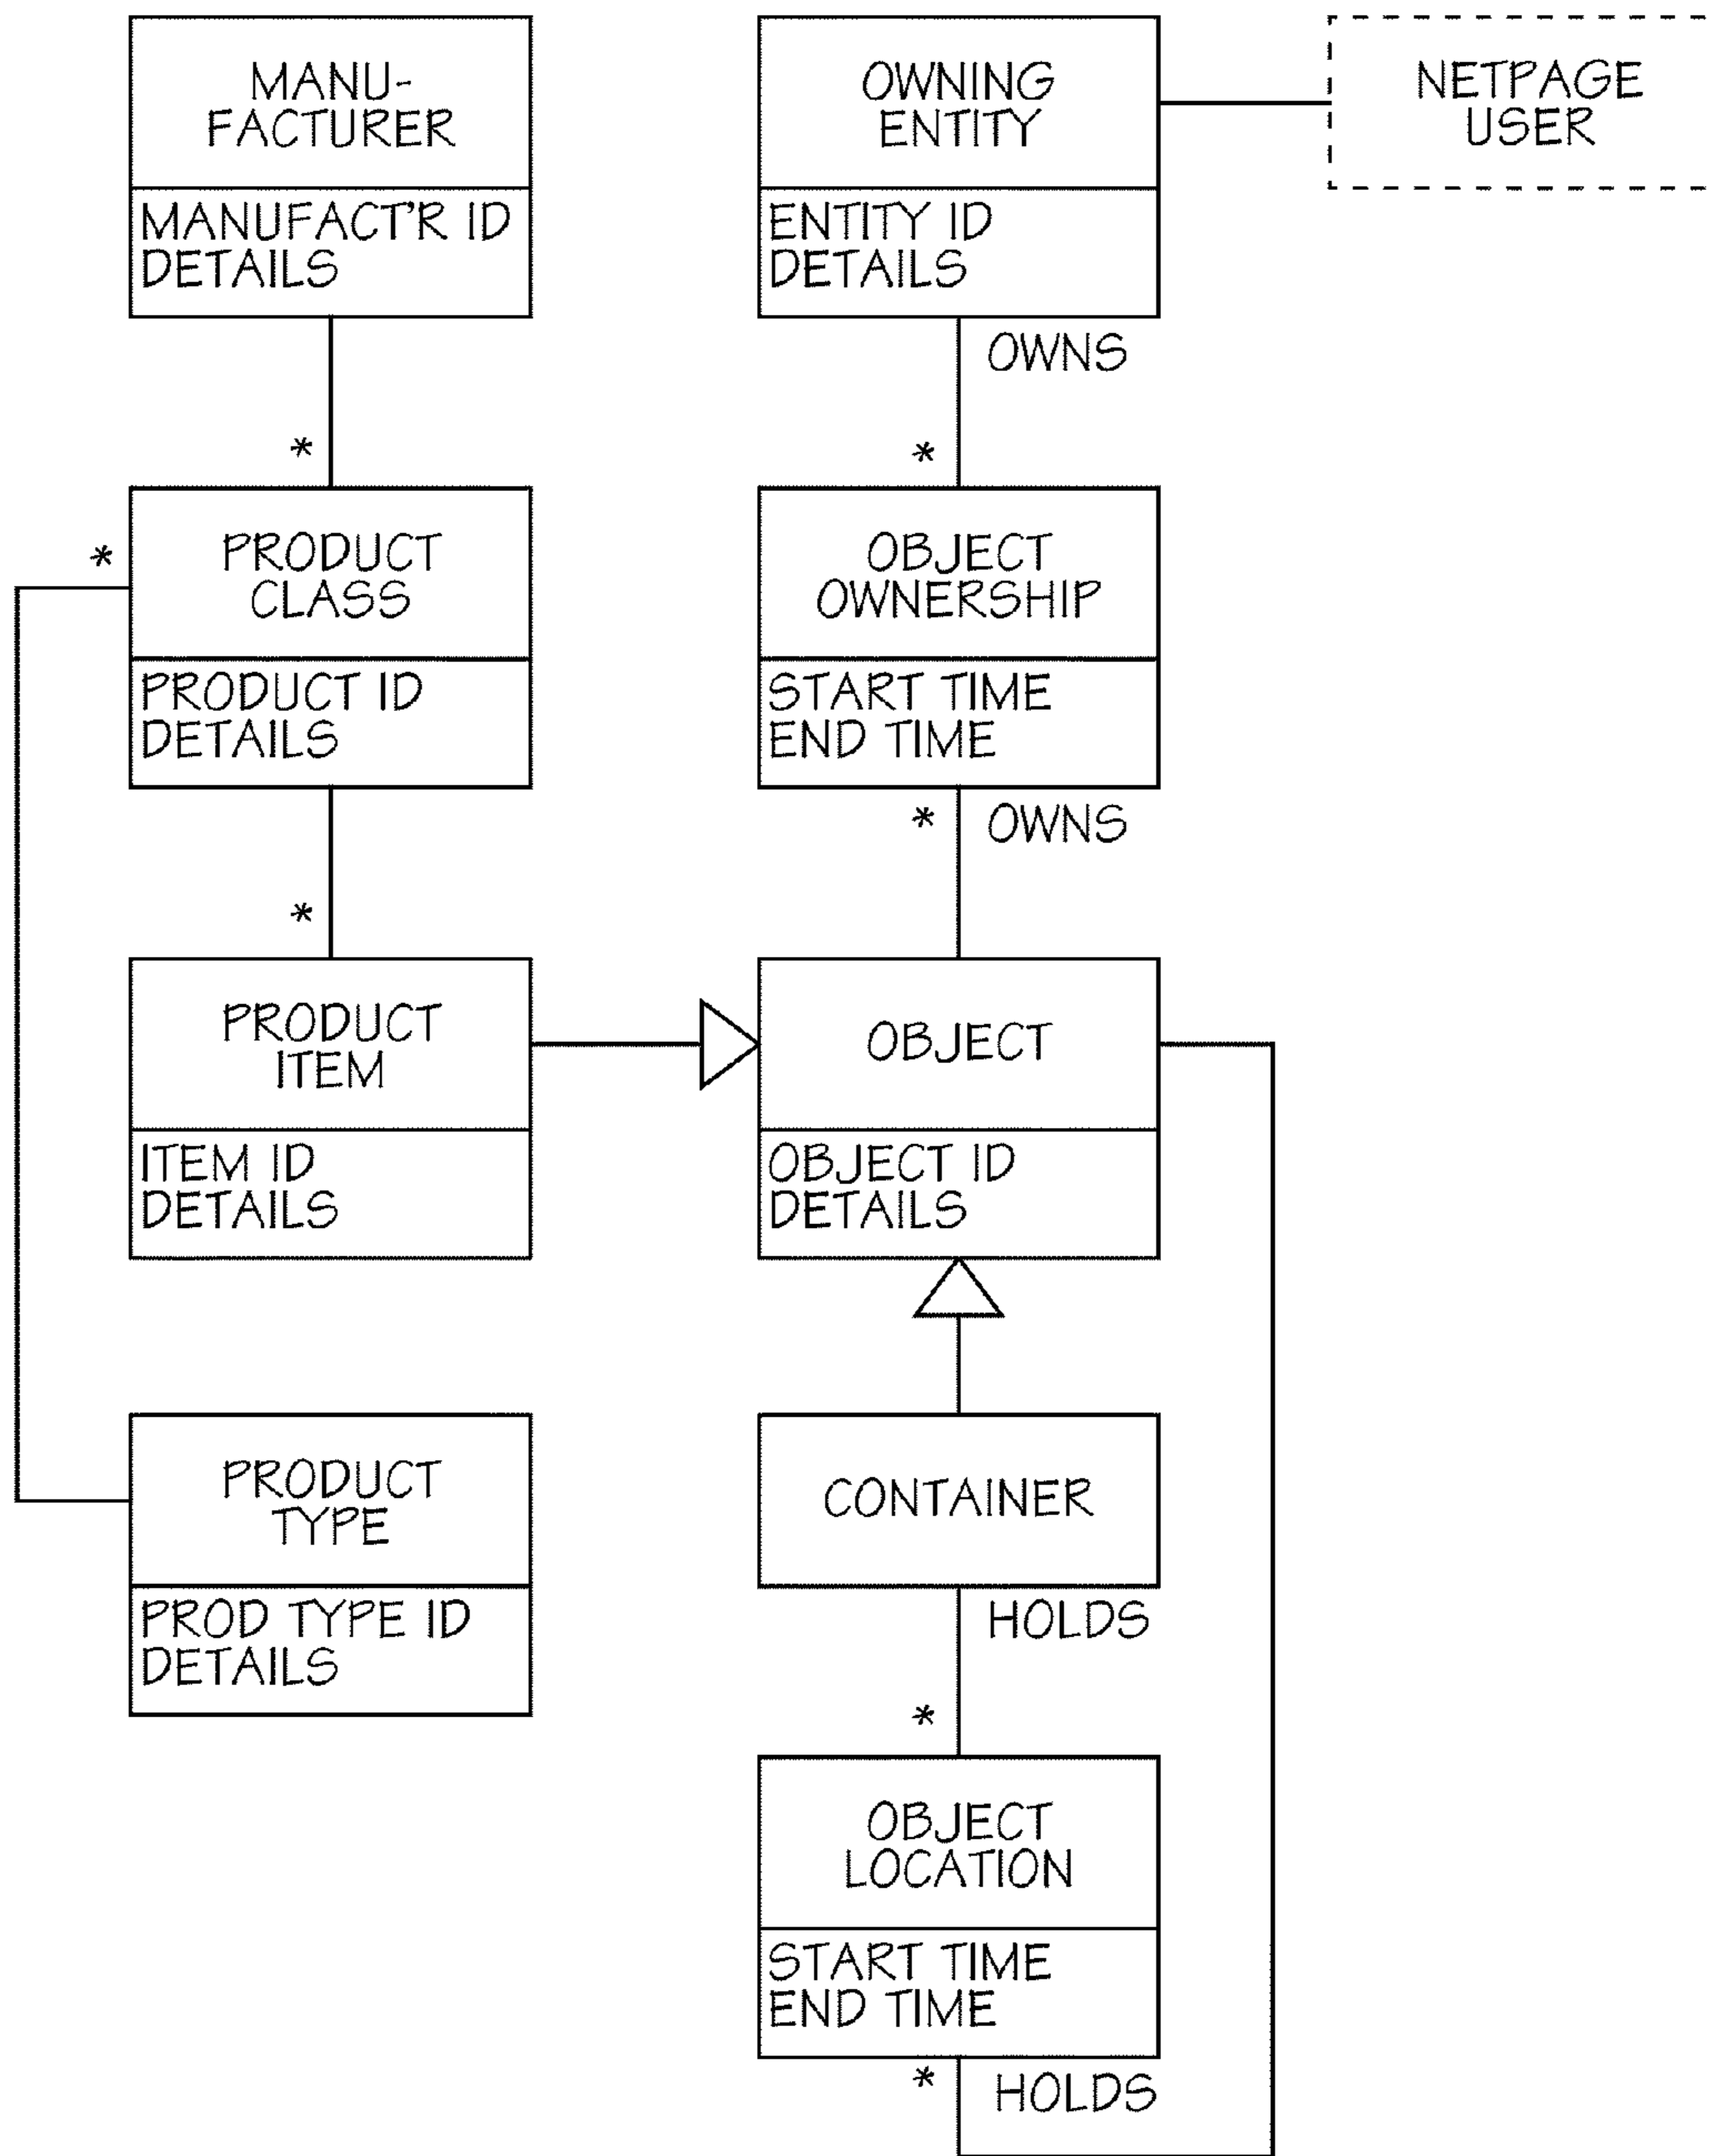 MANU-
FACTURER
MANUFACT'R ID
DETAILS
OWNING
ENTITY
ENTITY ID
DETAILS
NETPAGE
USER
OWNS
*
*
*
PRODUCT
CLASS
PRODUCT ID
DETAILS
OBJECT
OWNERSHIP
START TIME
END TIME
* OWNS
*
PRODUCT
ITEM
ITEM ID
DETAILS
OBJECT
OBJECT ID
DETAILS
PRODUCT
TYPE
PROD TYPE ID
DETAILS
CONTAINER
HOLDS
*
OBJECT
LOCATION
START TIME
END TIME
* HOLDS